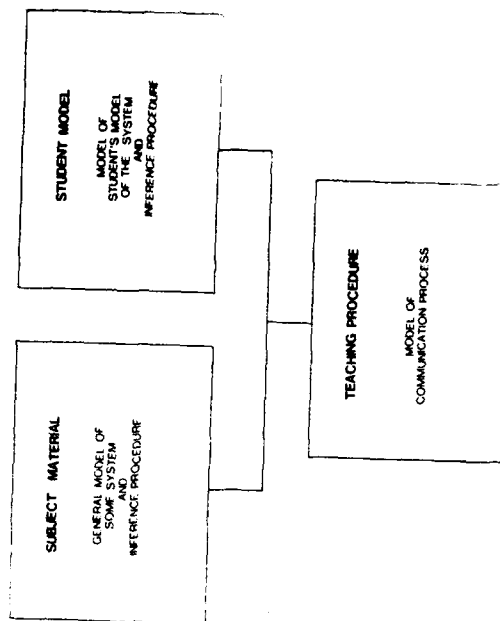 SUBJECT MATERIAL
GENERAL MODEL OF
SOME SYSTEM
AND
INFERENCE PROCEDURE
STUDENT MODEL
MODEL OF
STUDENT'S MODEL
OF THE SYSTEM
AND
INFERENCE PROCEDURE
TEACHING PROCEDURE
MODEL OF
COMMUNICATION PROCESS